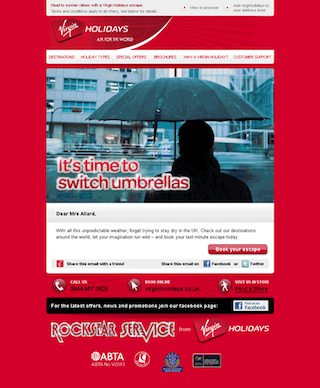 Head to sunnier climes with a Virgin Holidays escape.
Terms and conditions apply to all offers, see below for details
View in browser
Add virginholidays to your address book
Virgin HOLIDAYS
AIR FOR THE WORLD
DESTINATIONS HOLIDAY TYPES SPECIAL OFFERS BROCHURES WHY A VIRGIN HOLIDAY? CUSTOMER SUPPORT
It's time to
switch umbrellas
Dear Mrs Allard,
With all this unpredictable weather, forget trying to stay dry in the UK. Check out our destinations
around the world, let your imagination run wild – and book your last-minute escape today.
Book your escape
Share this email with a friend Share this email on Facebook or Twitter
CALL US
0844 557 3926
BOOK ONLINE
virginholidays.co.uk
VISIT US IN STORE
Find a Store
For the latest offers, news and promotions join our facebook page:
Find us on Facebook
ROCKSTAR SERVICE from Virgin HOLIDAYS
ABTA
ABTA No V2043